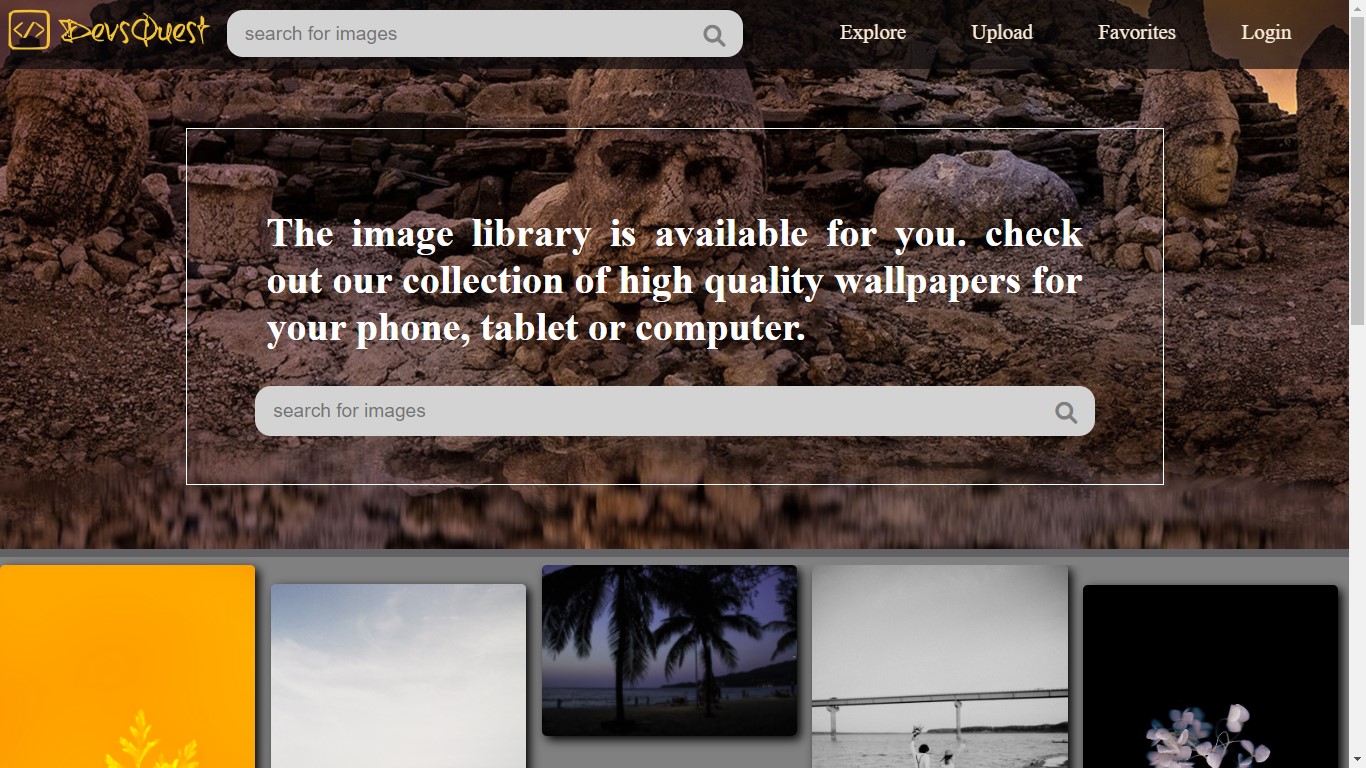 </> DevsQuest
search for images
Explore
Upload
Favorites
Login
The image library is available for you. check
out our collection of high quality wallpapers for
your phone, tablet or computer.
search for images